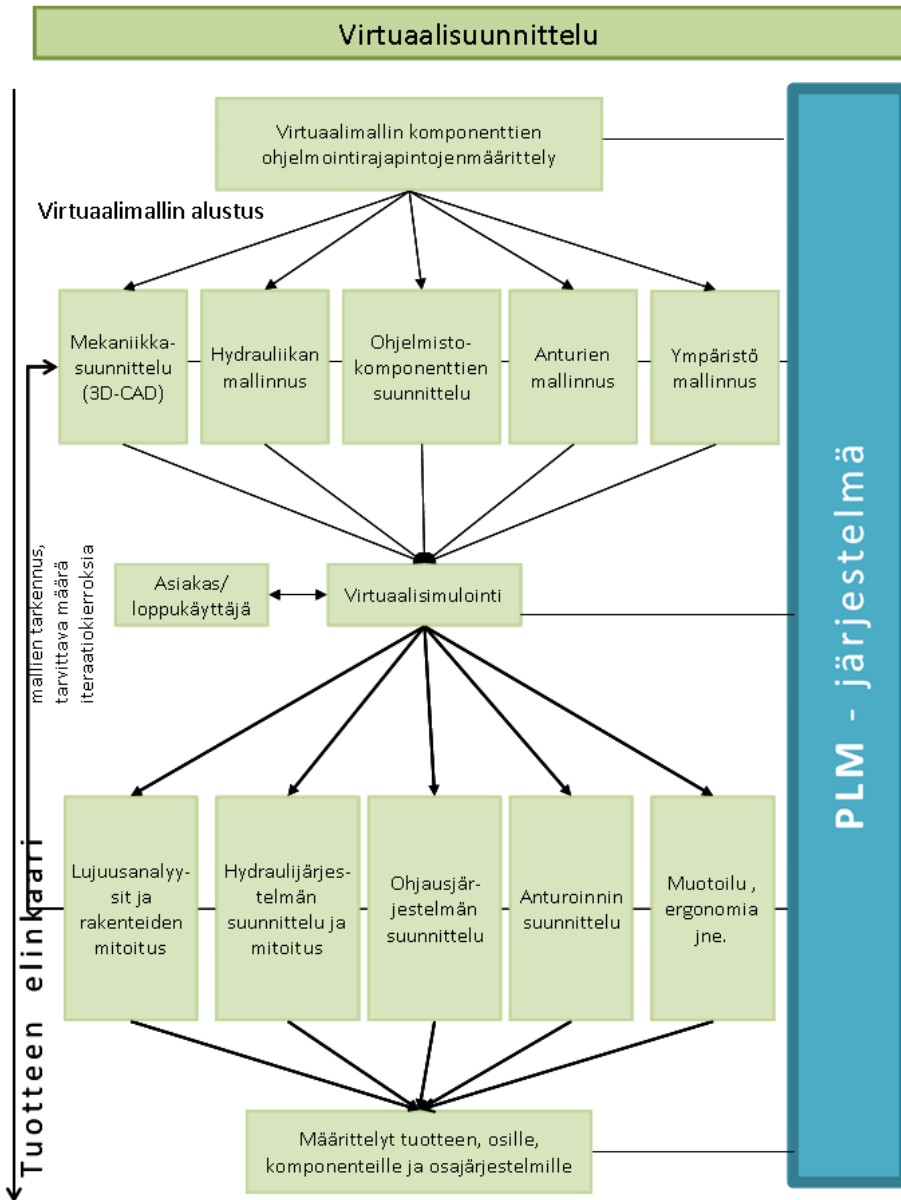 Virtuaalisuunnittelu
Virtuaalimallin komponenttien
ohjelmointirajapintojenmäärittely
Virtuaalimallin alustus
Mekaniikka-
suunnittelu
(3D-CAD)
Hydrauliikan
mallinnus
Ohjelmisto-
komponenttien
suunnittelu
Anturien
mallinnus
Ympäristö
mallinnus
mallien tarkennus,
tarvittava määrä
iteraatiokierroksia
Asiakas/
loppukäyttäjä
Virtuaalisimulointi
PLM - järjestelmä
Lujuusanalyy-
sit ja
rakenteiden
mitoitus
Hydraulijärjes-
telmän
suunnittelu ja
mitoitus
Ohjausjär-
jestelmän
suunnittelu
Anturoinnin
suunnittelu
Muotoilu ,
ergonomia
jne.
Tuotteen elinkaari
Määrittelyt tuotteen, osille,
komponenteille ja osajärjestelmille